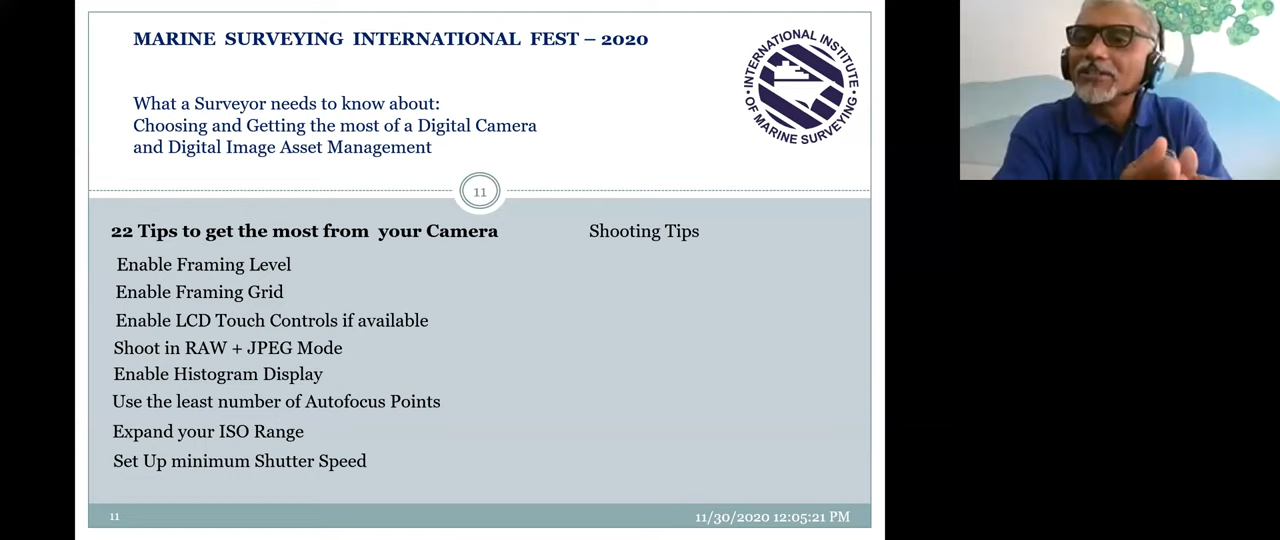 MARINE SURVEYING INTERNATIONAL FEST – 2020
INTERNATIONAL INSTITUTE
• OF MARINE SURVEYING •
What a Surveyor needs to know about:
Choosing and Getting the most of a Digital Camera
and Digital Image Asset Management
11
22 Tips to get the most from your Camera
Shooting Tips
Enable Framing Level
Enable Framing Grid
Enable LCD Touch Controls if available
Shoot in RAW + JPEG Mode
Enable Histogram Display
Use the least number of Autofocus Points
Expand your ISO Range
Set Up minimum Shutter Speed
11
11/30/2020 12:05:21 PM